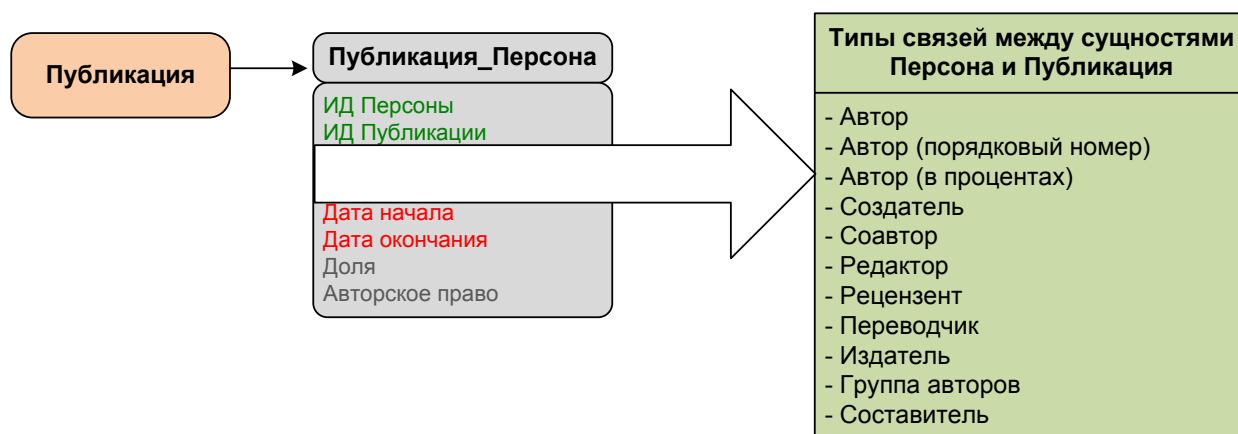 Публикация
Публикация_Персона
ИД Персоны
ИД Публикации
Дата начала
Дата окончания
Доля
Авторское право
Типы связей между сущностями
Персона и Публикация
- Автор
- Автор (порядковый номер)
- Автор (в процентах)
- Создатель
- Соавтор
- Редактор
- Рецензент
- Переводчик
- Издатель
- Группа авторов
- Составитель